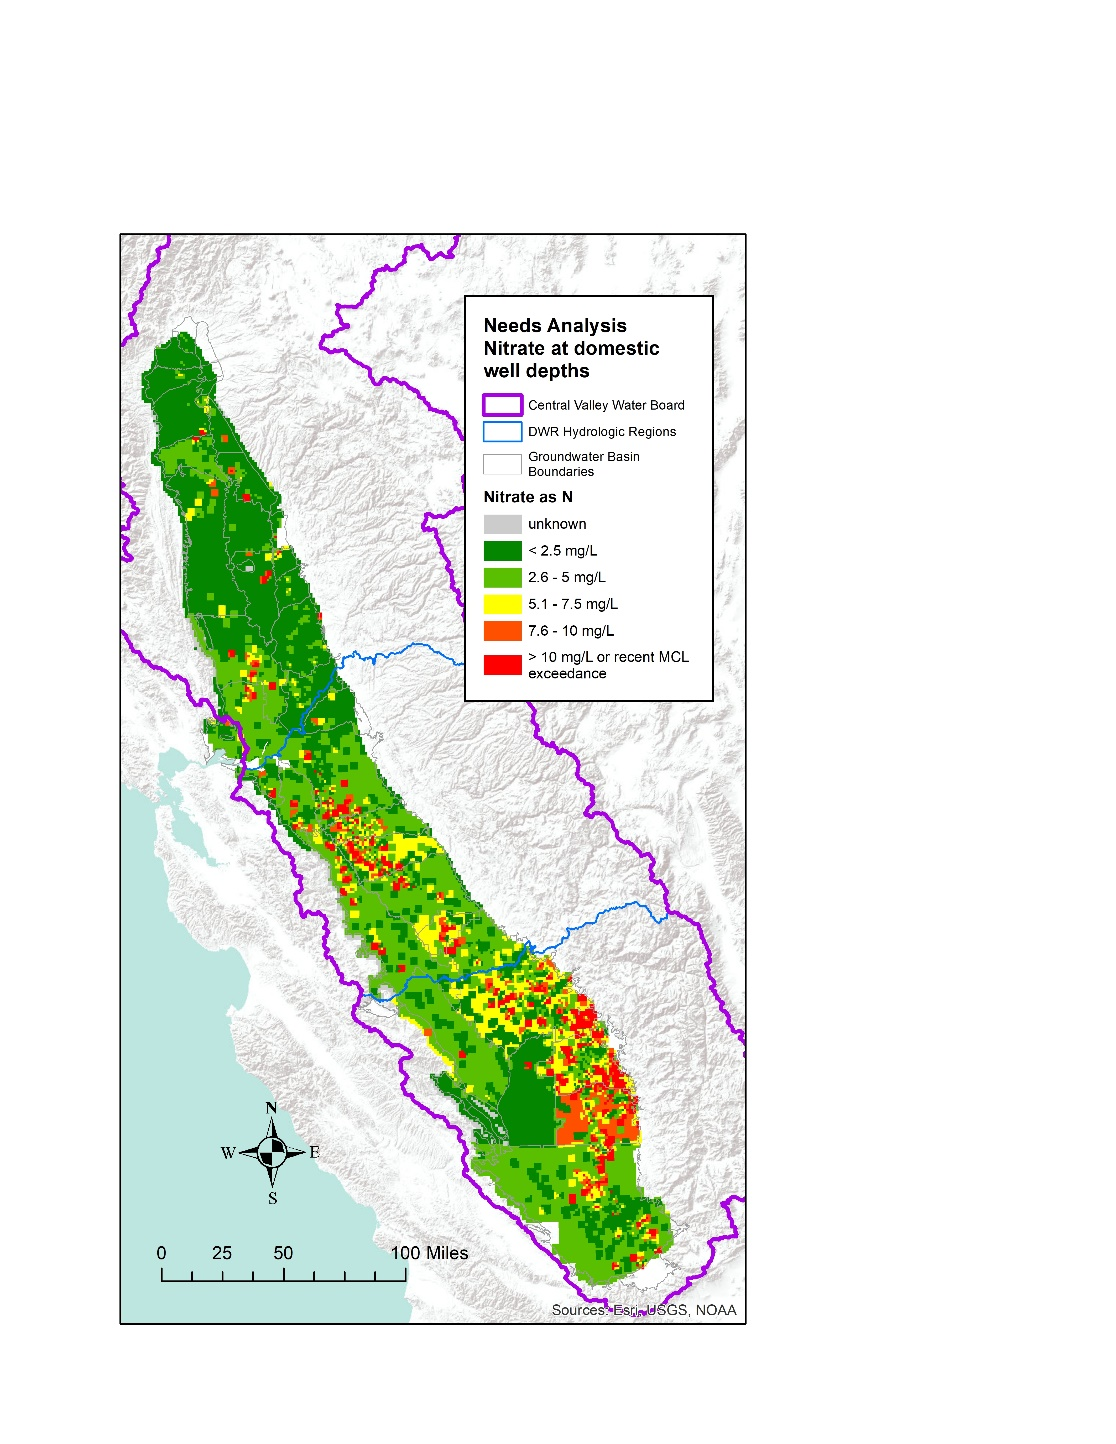 Needs Analysis
Nitrate at domestic
well depths
Central Valley Water Board
DWR Hydrologic Regions
Groundwater Basin
Boundaries
Nitrate as N
unknown
< 2.5 mg/L
2.6 - 5 mg/L
5.1 - 7.5 mg/L
7.6 - 10 mg/L
> 10 mg/L or recent MCL
exceedance
N
W E
S
0 25 50 100 Miles
Sources: Esri, USGS, NOAA